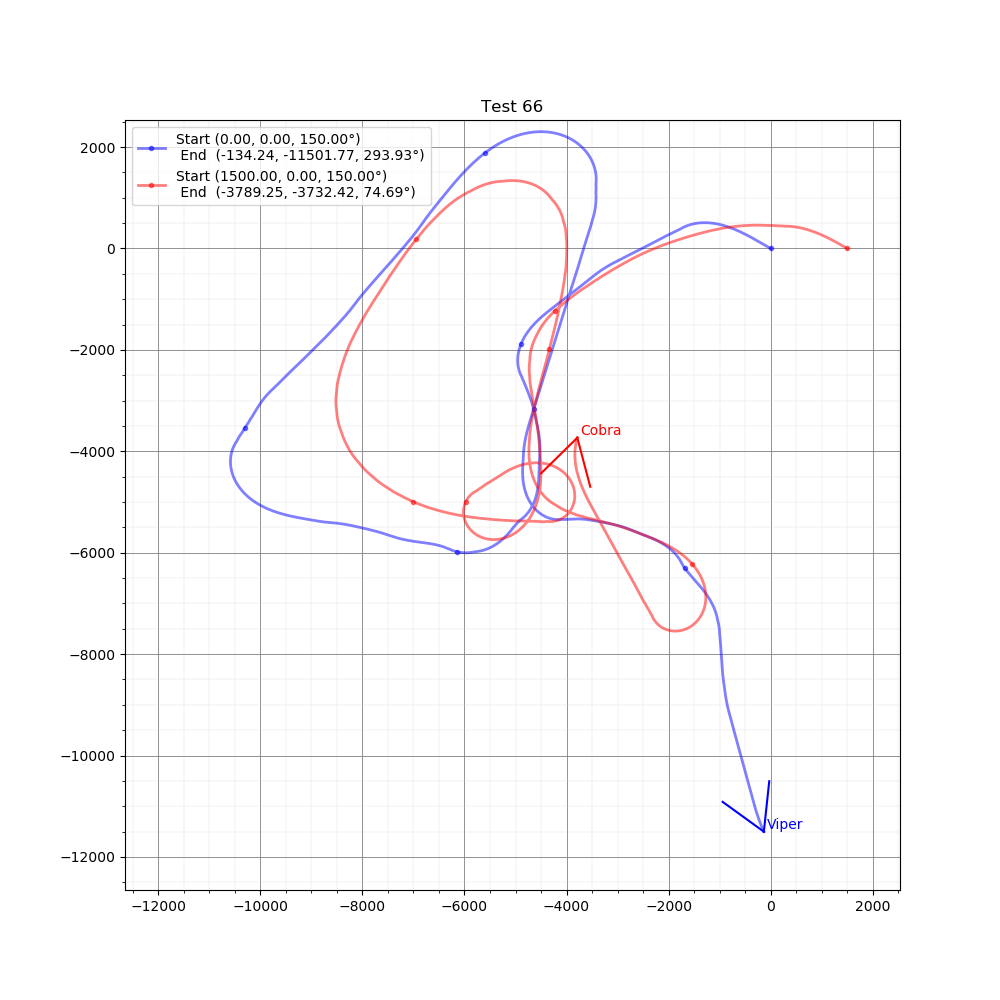 Test 66
Start (0.00, 0.00, 150.00°)
End (-134.24, -11501.77, 293.93°)
Start (1500.00, 0.00, 150.00°)
End (-3789.25, -3732.42, 74.69°)
2000
0
−2000
−4000
−6000
−8000
−10000
−12000
Cobra
Viper
−12000 −10000 −8000 −6000 −4000 −2000 0 2000